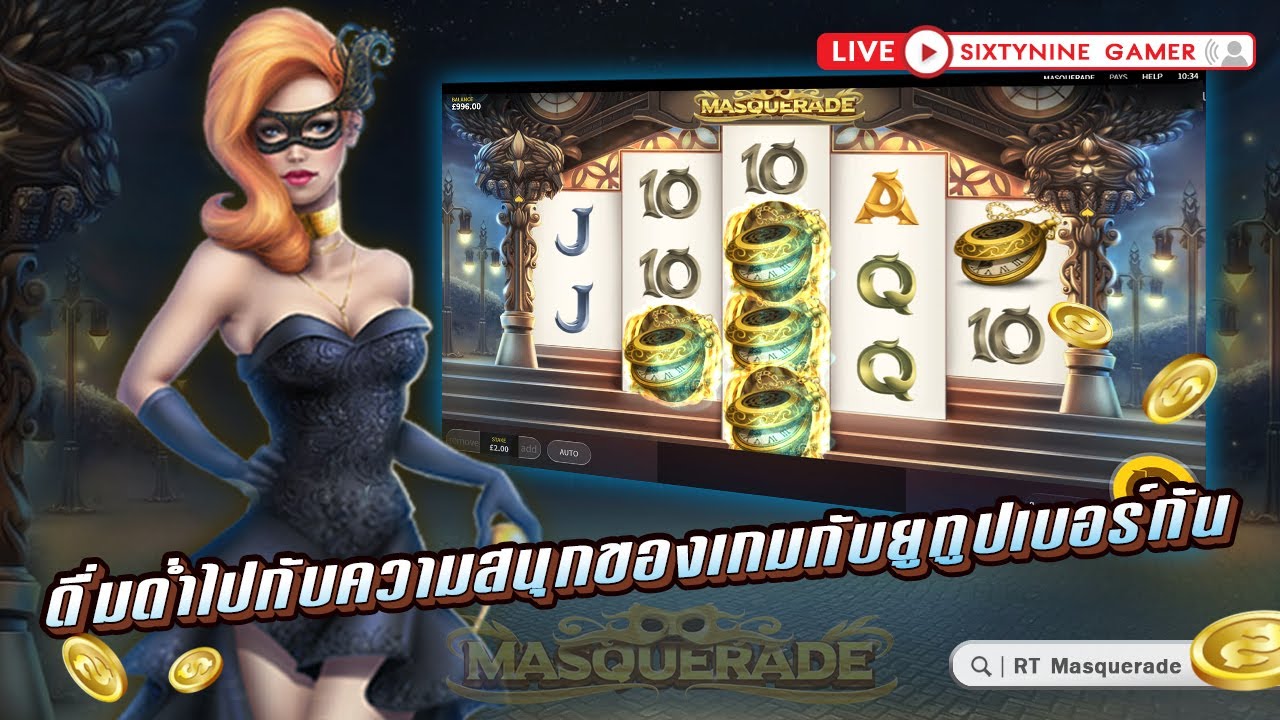 LIVE SIXTYNINE GAMER
MASQUERADE PAYS HELP 10:34
BALANCE
£996.00
MASQUERADE
J 10 10 A
J 10 Q
Q 10
remove STAKE £2.00 add AUTO
ดื่มด่ำไปกับความสนุกของเกมกับยูทูปเบอร์กัน
MASQUERADE
RT Masquerade